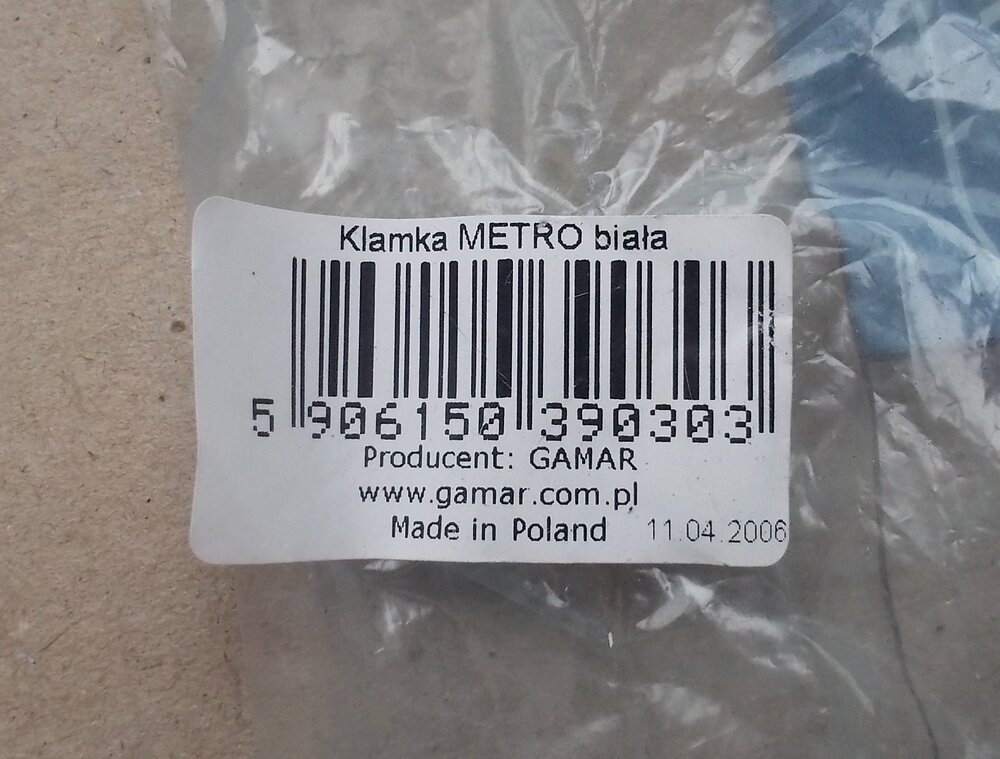 Klamka METRO biała
5 906150 390303
Producent: GAMAR
www.gamar.com.pl
Made in Poland 11.04.2006